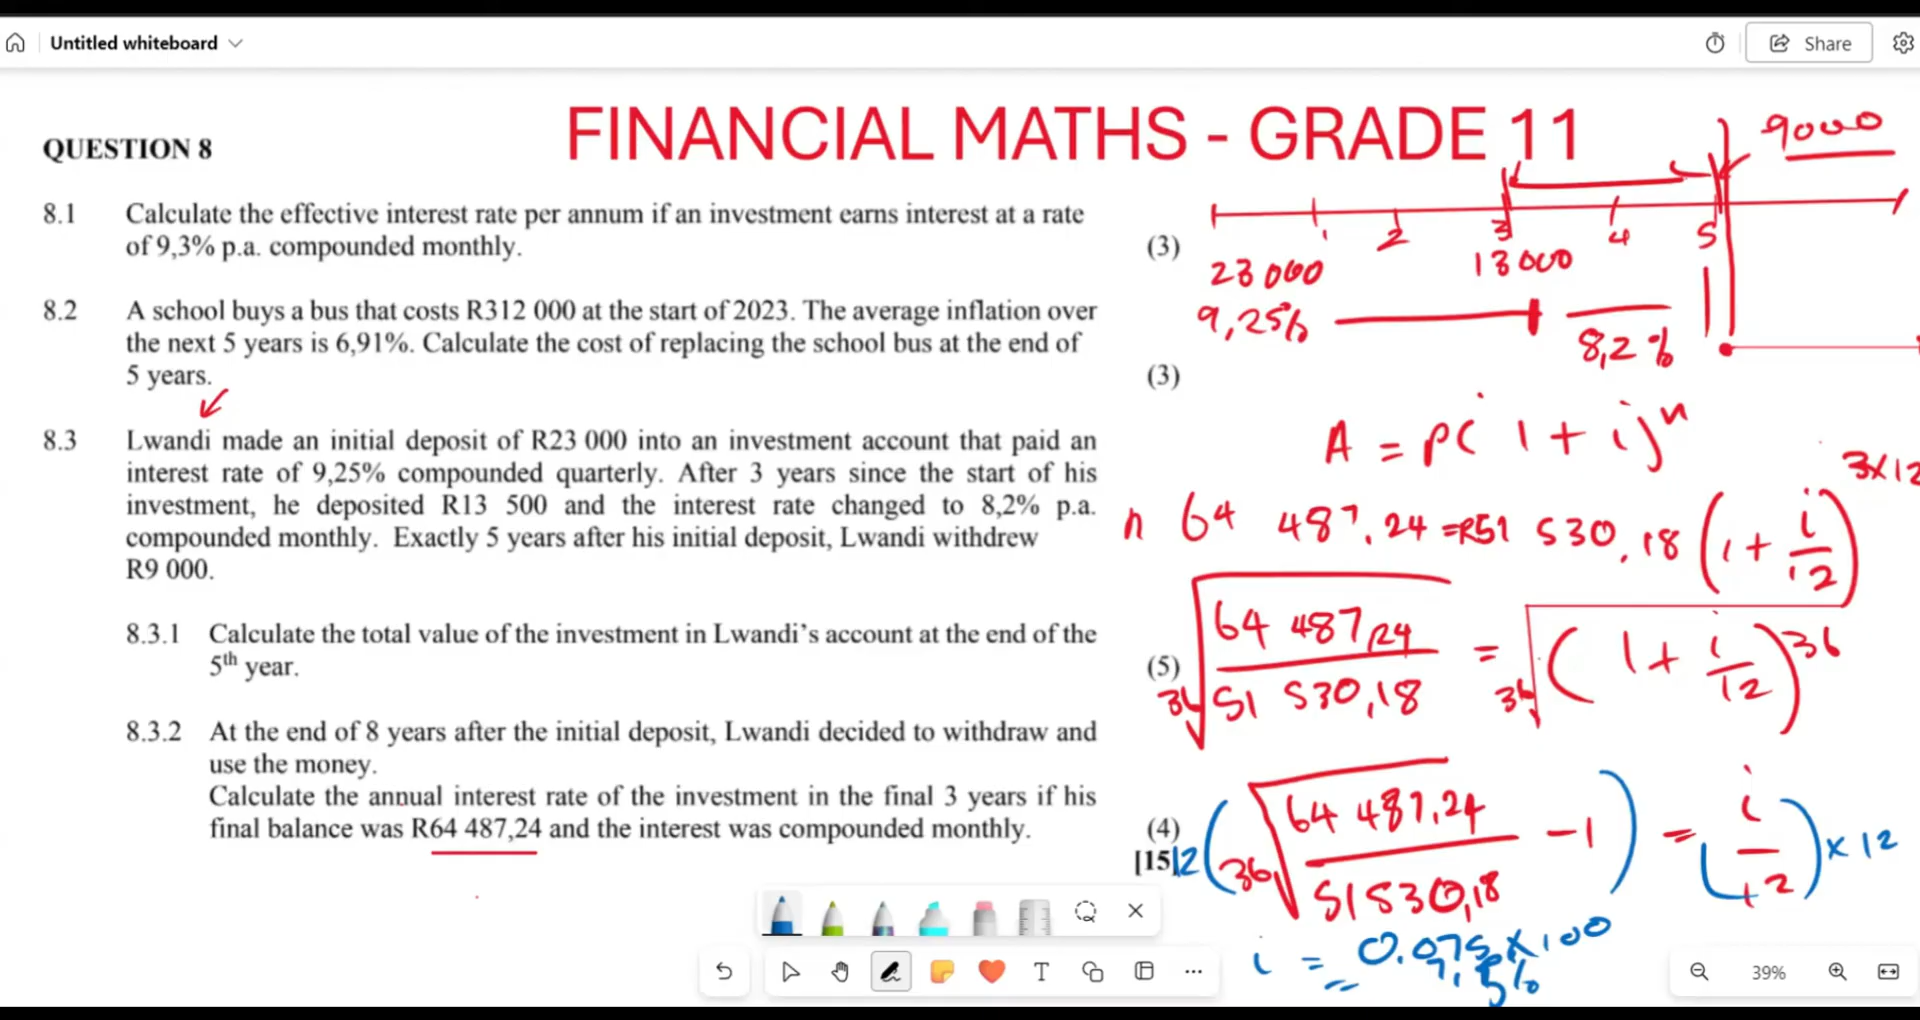 Untitled whiteboard
Share
FINANCIAL MATHS - GRADE 11
QUESTION 8
8.1 Calculate the effective interest rate per annum if an investment earns interest at a rate
of 9,3% p.a. compounded monthly. (3)
8.2 A school buys a bus that costs R312 000 at the start of 2023. The average inflation over
the next 5 years is 6,91%. Calculate the cost of replacing the school bus at the end of
5 years. (3)
8.3 Lwandi made an initial deposit of R23 000 into an investment account that paid an
interest rate of 9,25% compounded quarterly. After 3 years since the start of his
investment, he deposited R13 500 and the interest rate changed to 8,2% p.a.
compounded monthly. Exactly 5 years after his initial deposit, Lwandi withdrew
R9 000.
8.3.1 Calculate the total value of the investment in Lwandi's account at the end of the
5th year. (5)
8.3.2 At the end of 8 years after the initial deposit, Lwandi decided to withdraw and
use the money.
Calculate the annual interest rate of the investment in the final 3 years if his
final balance was R64 487,24 and the interest was compounded monthly. (4)
[15]
9000
1 2 3 4 5
23 000 13 000
9,25% 8,2%
A = P(1 + i)^n
3x12
n 64 487,24 = R51 530,18 (1 + i/12)
36√(64 487,24 / 51 530,18) = 36√(1 + i/12)^36
12(36√(64 487,24 / 51530,18) - 1) = (i/12) x 12
i = 0.075 x 100
= 7,5%
T
39%